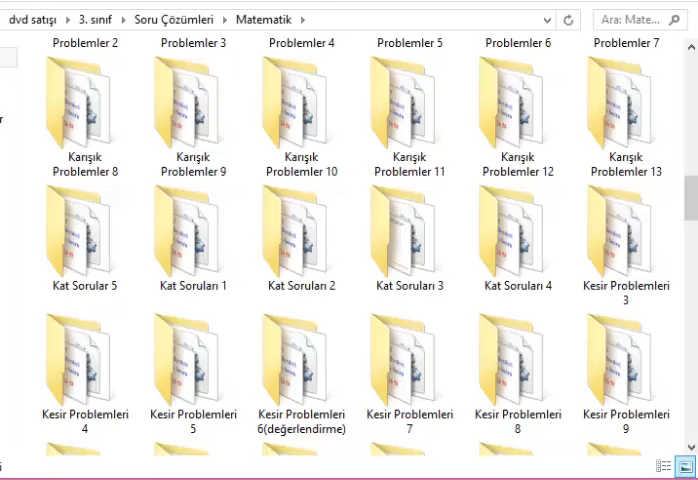 dvd satışı › 3. sınıf › Soru Çözümleri › Matematik ›
Ara: Mate...
Problemler 2 Problemler 3 Problemler 4 Problemler 5 Problemler 6 Problemler 7
Karışık Karışık Karışık Karışık Karışık Karışık
Problemler 8 Problemler 9 Problemler 10 Problemler 11 Problemler 12 Problemler 13
Kat Sorular 5 Kat Soruları 1 Kat Soruları 2 Kat Soruları 3 Kat Soruları 4 Kesir Problemleri
3
Kesir Problemleri Kesir Problemleri Kesir Problemleri Kesir Problemleri Kesir Problemleri Kesir Problemleri
4 5 6(değerlendirme) 7 8 9